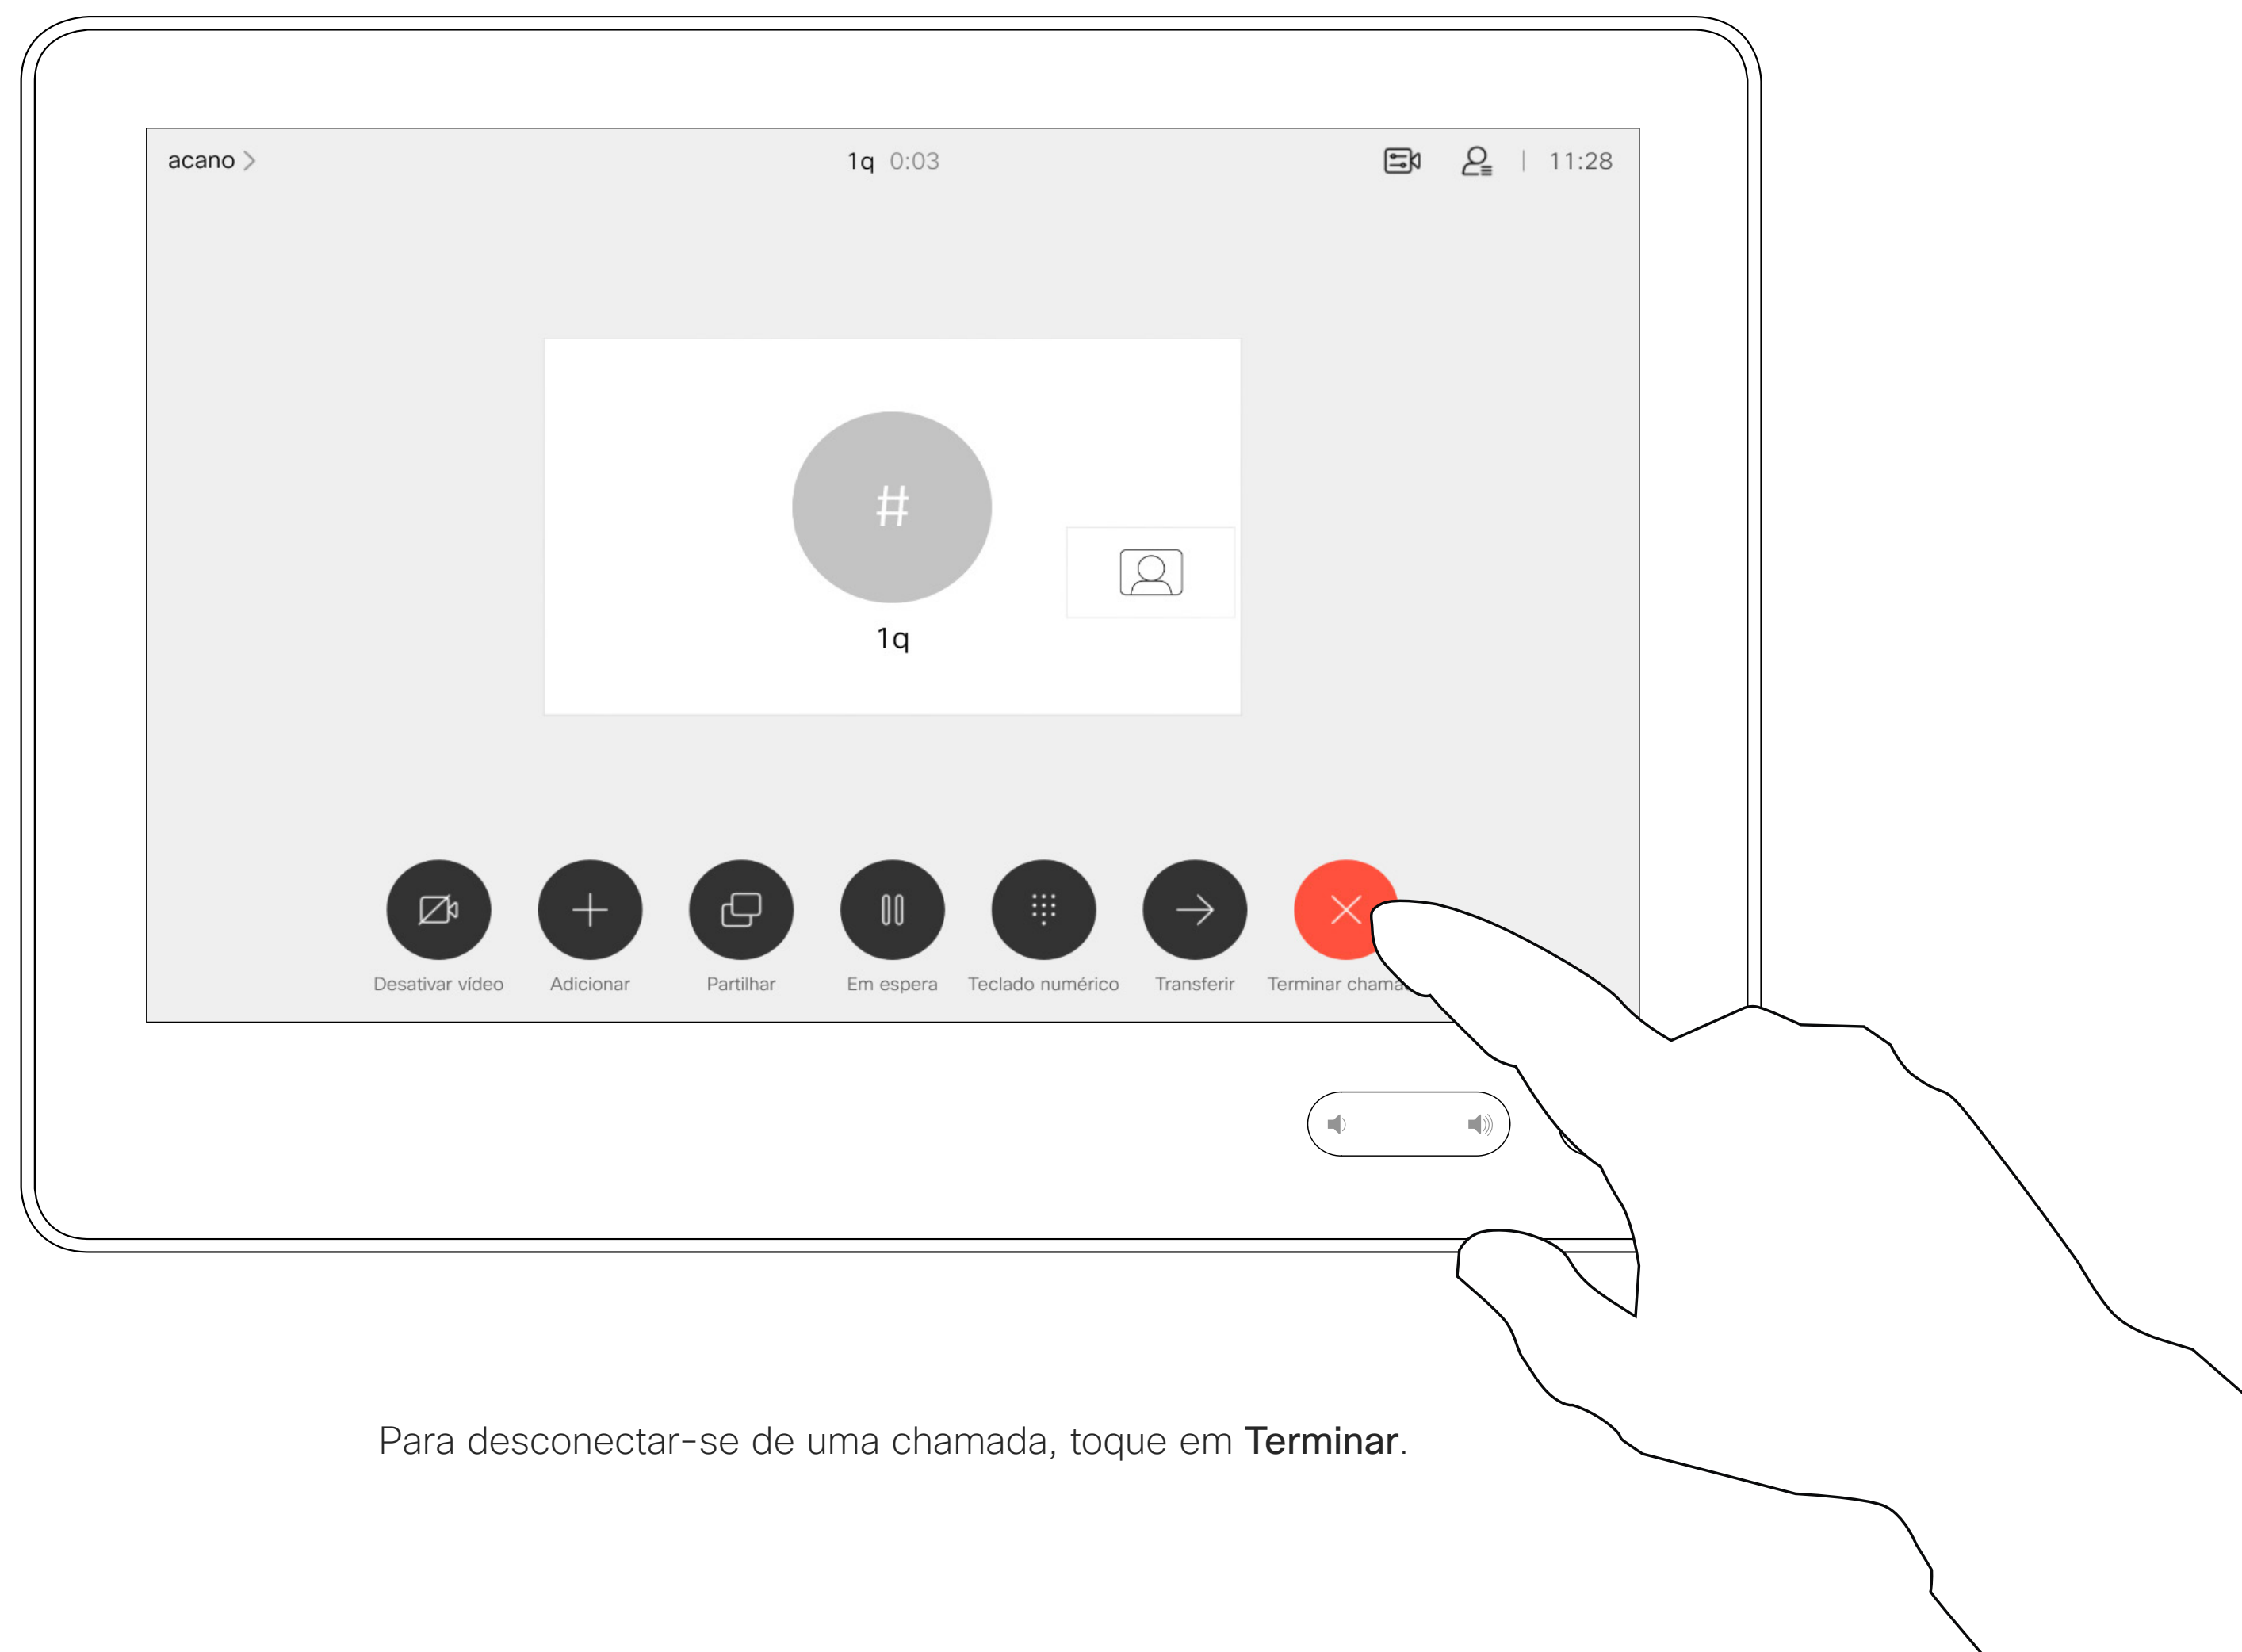 acano
1q 0:03
11:28
#
1q
Desativar vídeo
Adicionar
Partilhar
Em espera
Teclado numérico
Transferir
Terminar
Para desconectar-se de uma chamada, toque em Terminar.